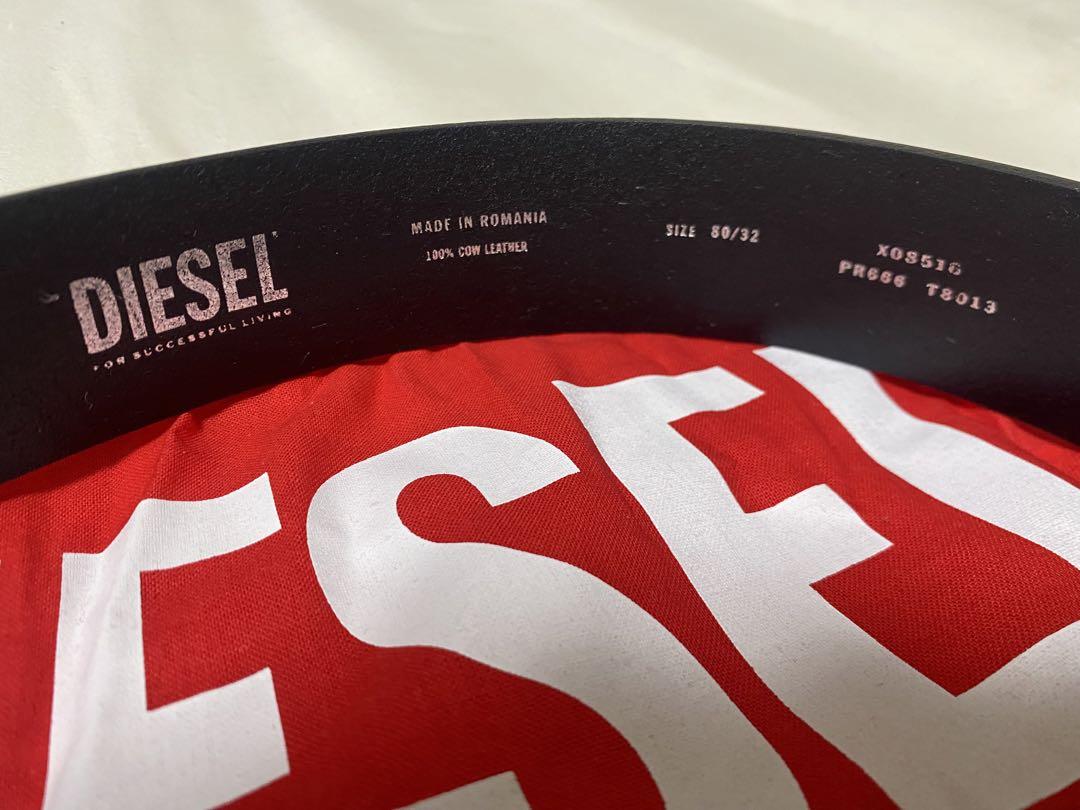 DIESEL
FOR SUCCESSFUL LIVING
MADE IN ROMANIA
100% COW LEATHER
SIZE 80/32
X08516
PR666 T8013
ESEL